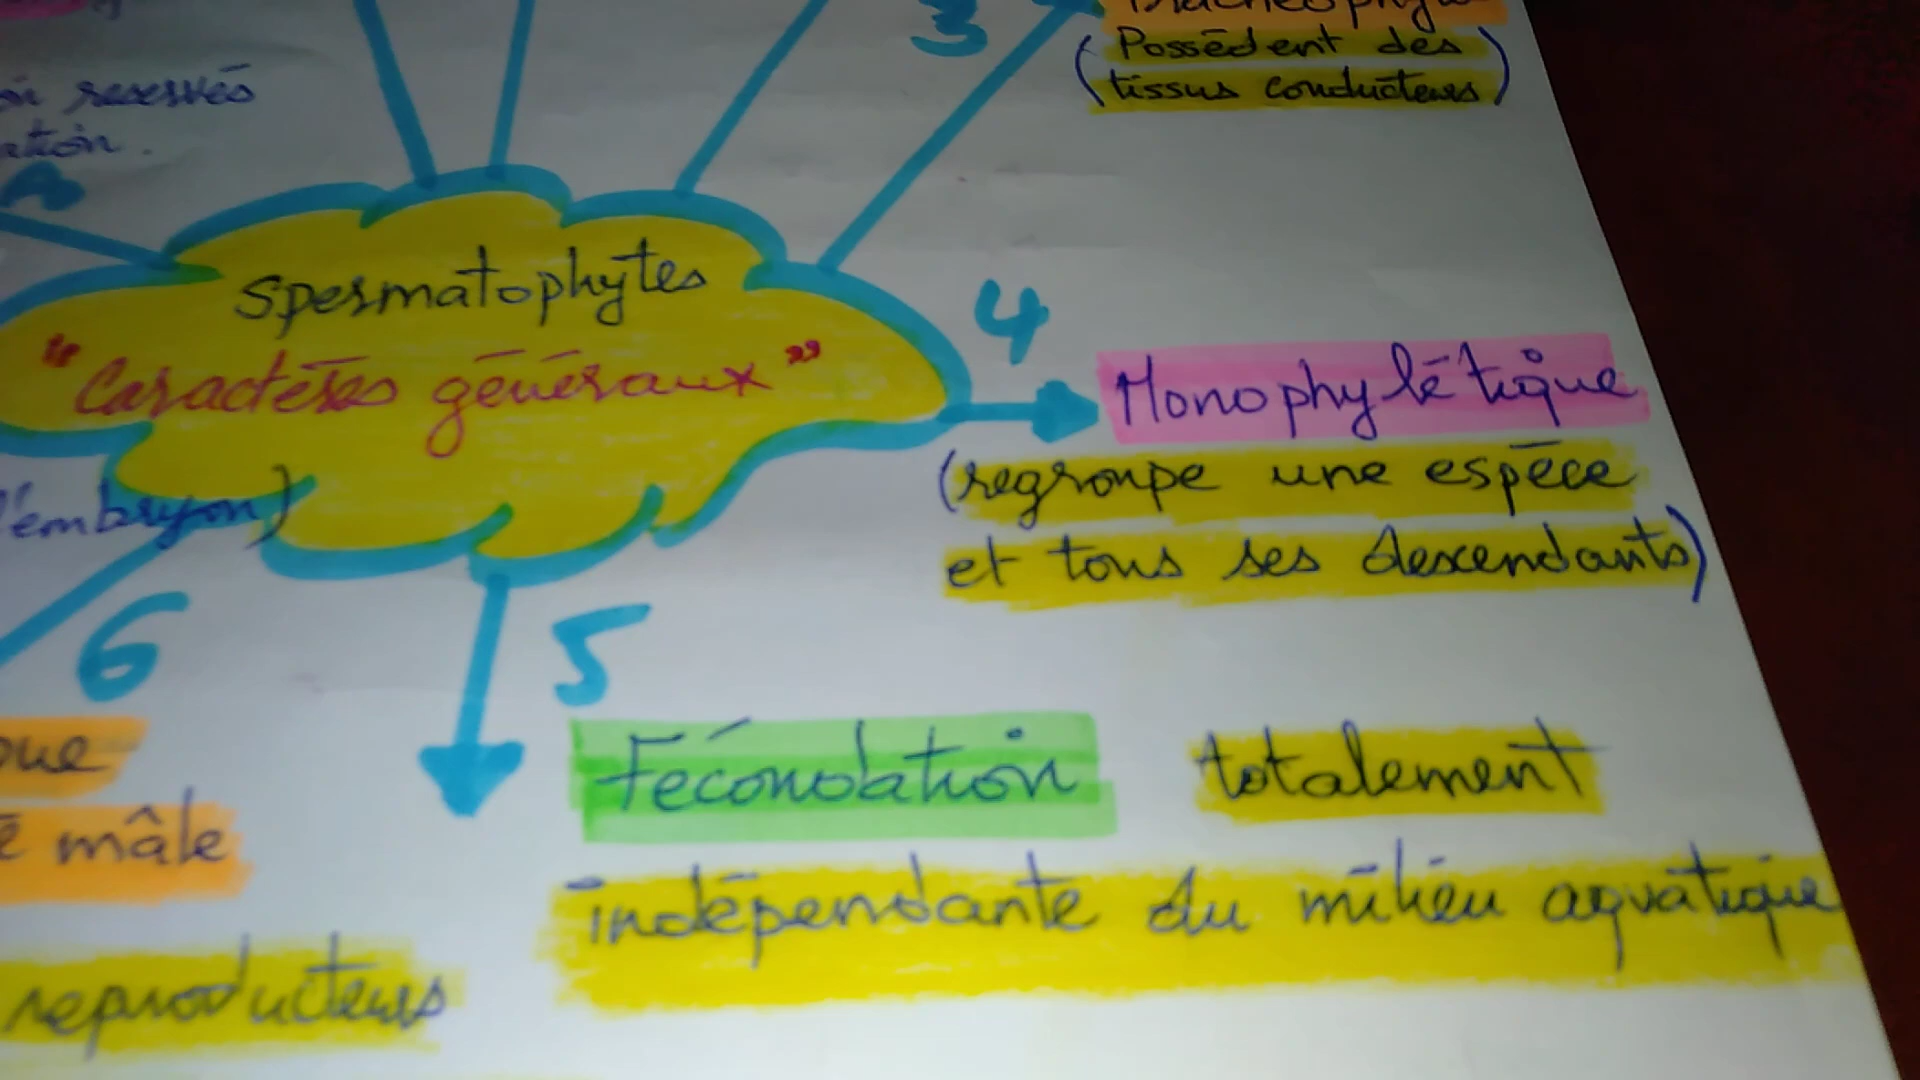 3
(Possèdent des
tissus conducteurs)
reservés
Spermatophytes
"Caractères généraux"
4
Monophylétique
(regroupe une espèce
et tous ses descendants)
l'embryon)
6
5
Fécondation totalement
indépendante du milieu aquatique
mâle
reproducteurs